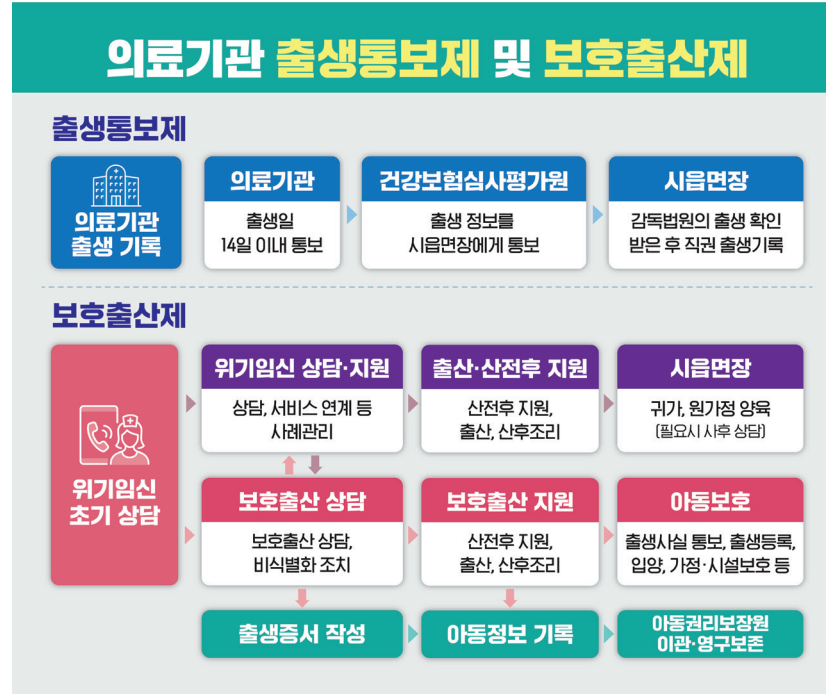 의료기관 출생통보제 및 보호출산제
출생통보제
의료기관
출생 기록
의료기관
출생일
14일 이내 통보
건강보험심사평가원
출생 정보를
시읍면장에게 통보
시읍면장
감독법원의 출생 확인
받은 후 직권 출생기록
보호출산제
위기임신
초기 상담
위기임신 상담·지원
상담, 서비스 연계 등
사례관리
출산·산전후 지원
산전후 지원,
출산, 산후조리
시읍면장
귀가, 원가정 양육
(필요시 사후 상담)
보호출산 상담
보호출산 상담,
비식별화 조치
보호출산 지원
산전후 지원,
출산, 산후조리
아동보호
출생사실 통보, 출생등록,
입양, 가정·시설보호 등
출생증서 작성
아동정보 기록
아동권리보장원
이관·영구보존